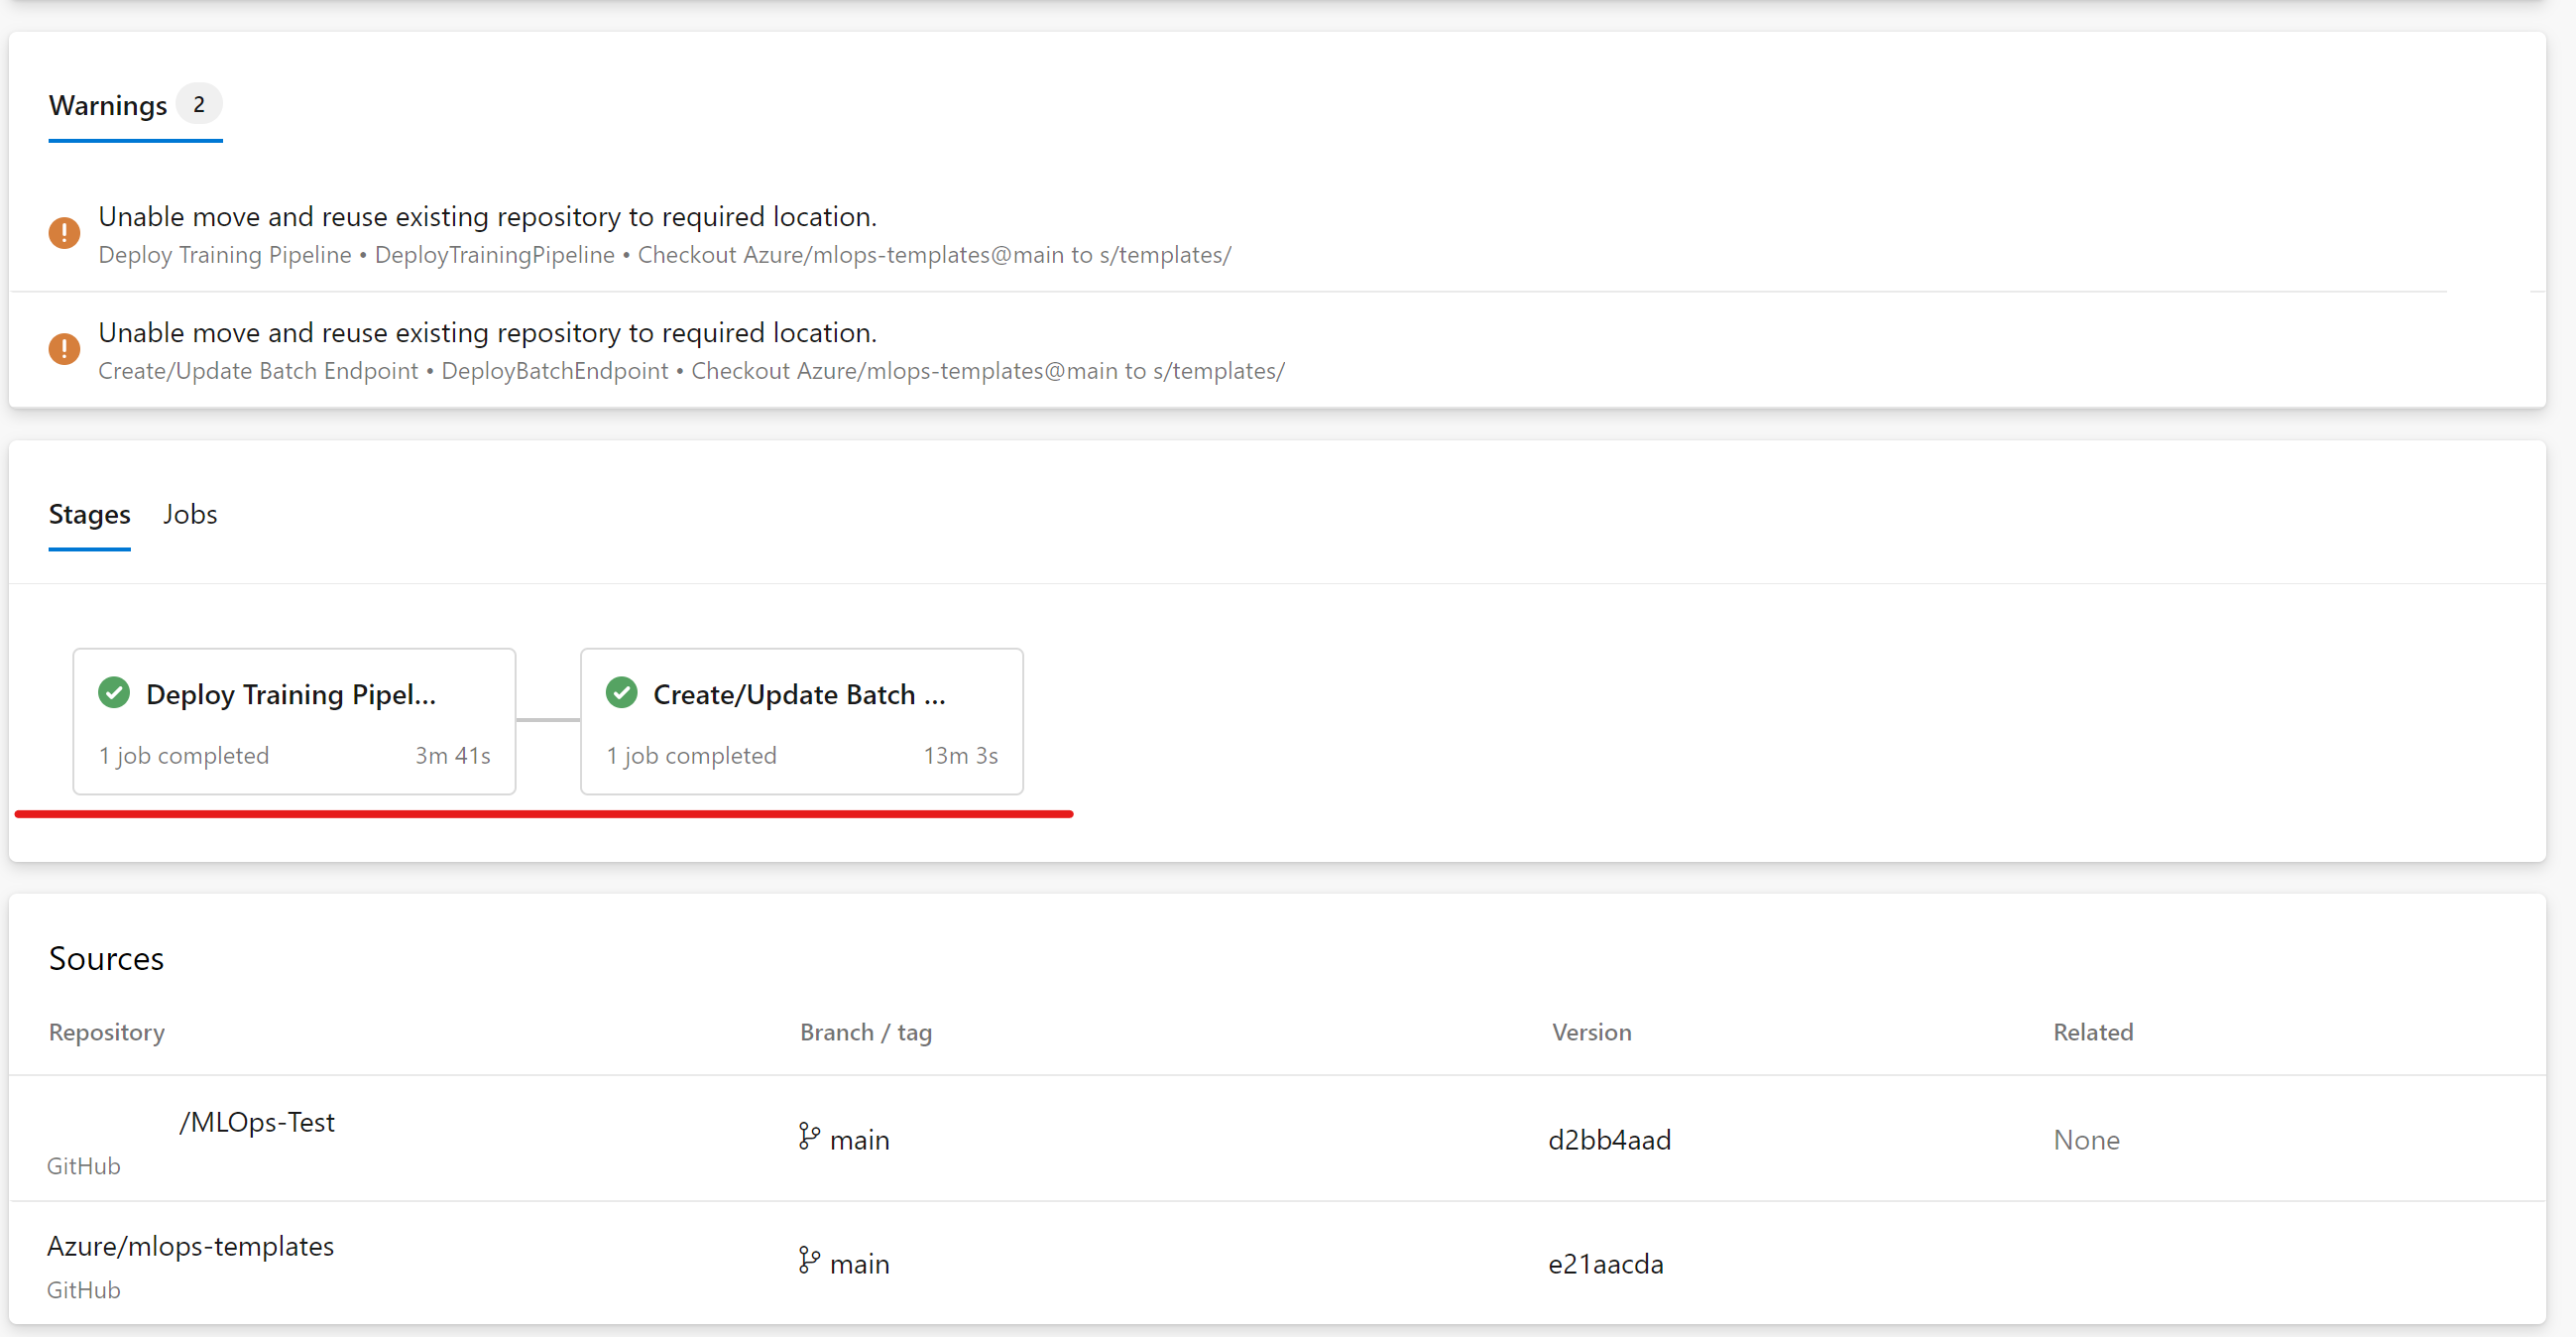 Warnings 2
Unable move and reuse existing repository to required location.
Deploy Training Pipeline • DeployTrainingPipeline • Checkout Azure/mlops-templates@main to s/templates/
Unable move and reuse existing repository to required location.
Create/Update Batch Endpoint • DeployBatchEndpoint • Checkout Azure/mlops-templates@main to s/templates/
Stages Jobs
Deploy Training Pipel...
1 job completed 3m 41s
Create/Update Batch ...
1 job completed 13m 3s
Sources
Repository Branch / tag Version Related
/MLOps-Test
GitHub
main d2bb4aad None
Azure/mlops-templates
GitHub
main e21aacda